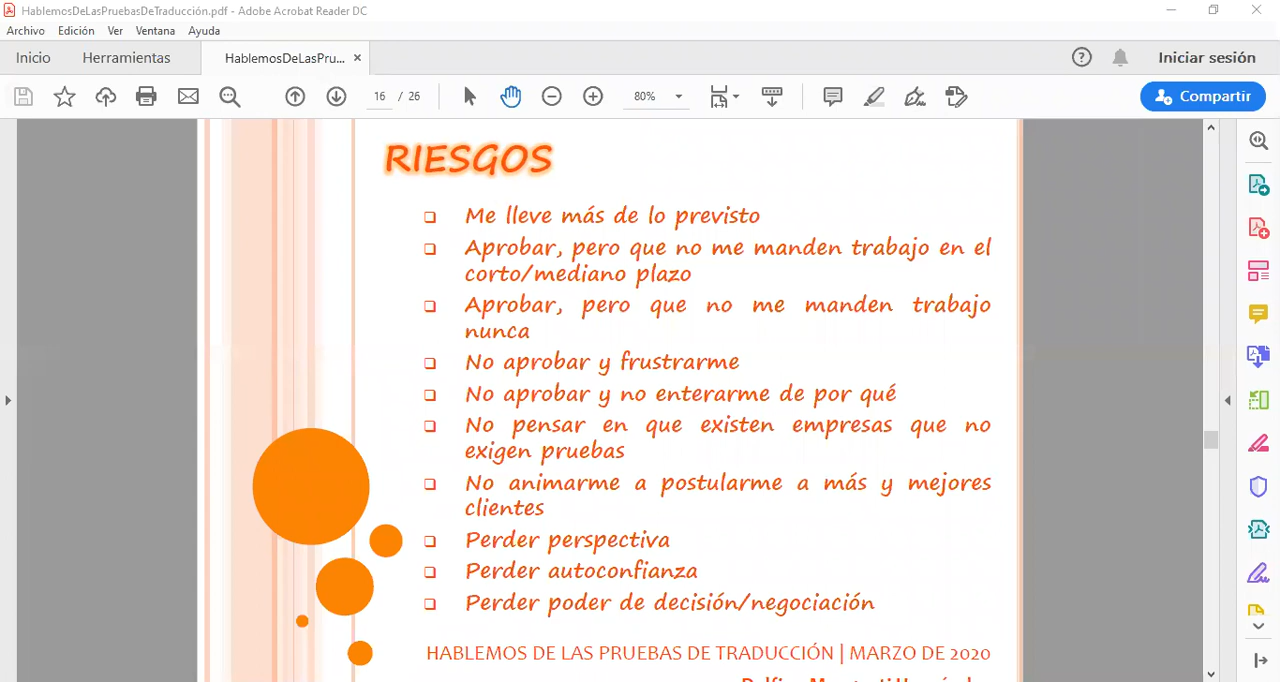 HablemosDeLasPruebasDeTraducción.pdf - Adobe Acrobat Reader DC
Archivo Edición Ver Ventana Ayuda
Inicio Herramientas HablemosDeLasPru... × Iniciar sesión
16 / 26 80% Compartir
RIESGOS
Me lleve más de lo previsto
Aprobar, pero que no me manden trabajo en el
corto/mediano plazo
Aprobar, pero que no me manden trabajo
nunca
No aprobar y frustrarme
No aprobar y no enterarme de por qué
No pensar en que existen empresas que no
exigen pruebas
No animarme a postularme a más y mejores
clientes
Perder perspectiva
Perder autoconfianza
Perder poder de decisión/negociación
HABLEMOS DE LAS PRUEBAS DE TRADUCCIÓN | MARZO DE 2020